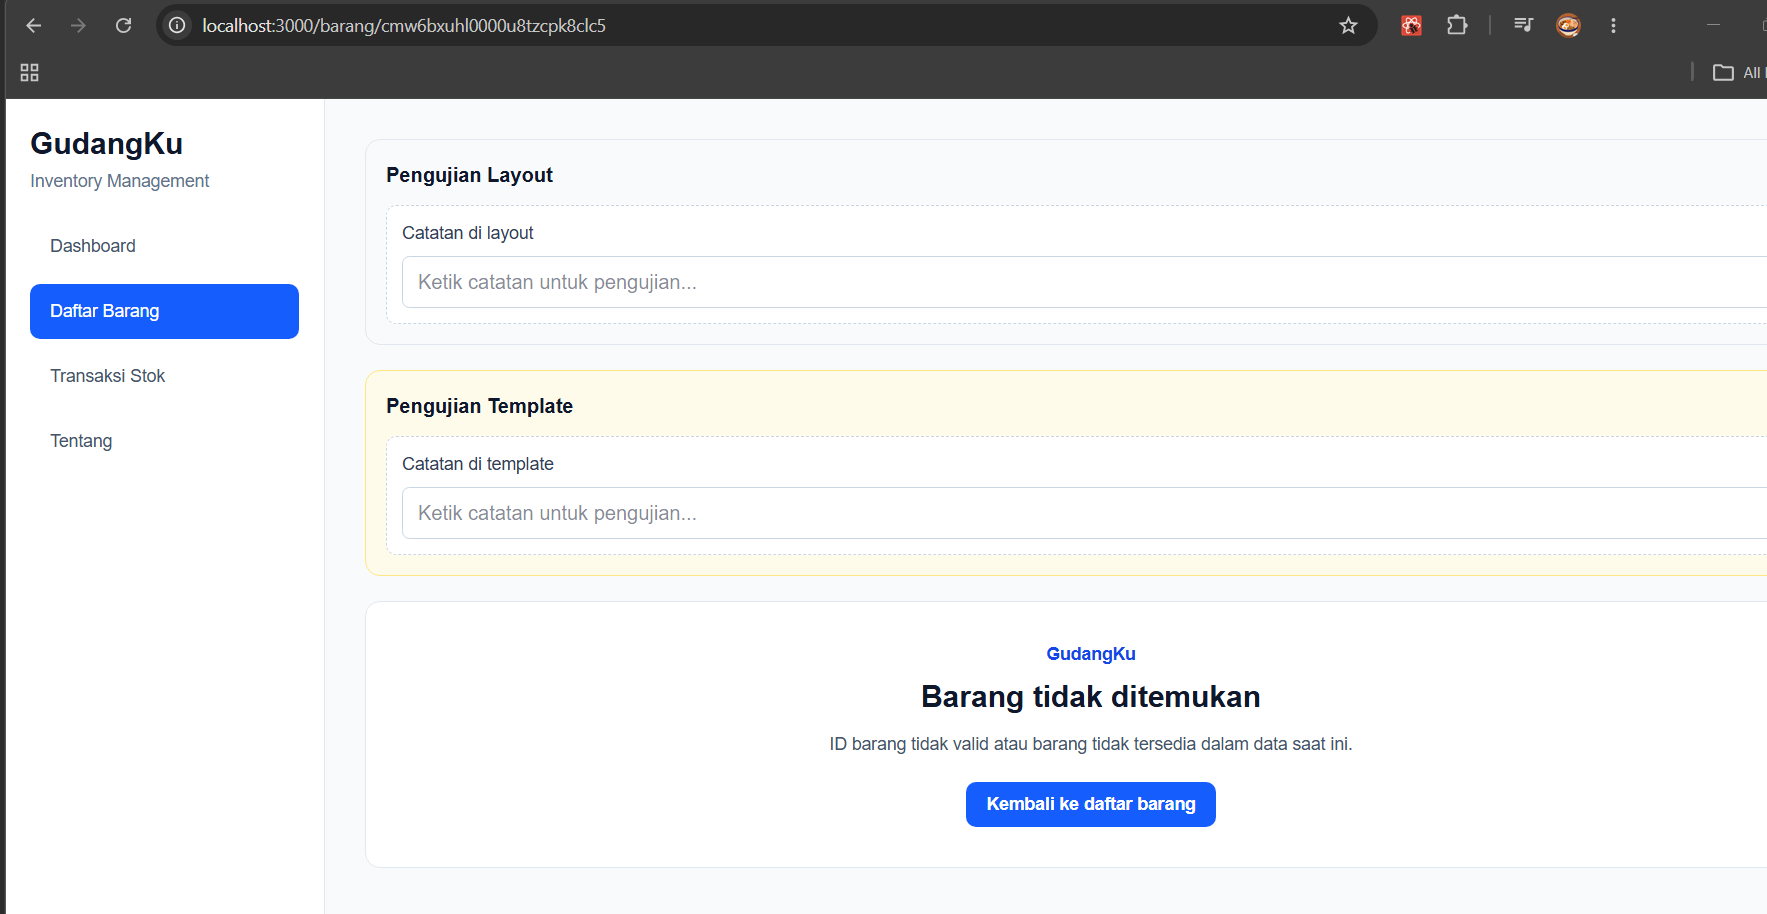 localhost:3000/barang/cmw6bxuhl0000u8tzcpk8clc5
All
GudangKu
Inventory Management
Dashboard
Daftar Barang
Transaksi Stok
Tentang
Pengujian Layout
Catatan di layout
Ketik catatan untuk pengujian...
Pengujian Template
Catatan di template
Ketik catatan untuk pengujian...
GudangKu
Barang tidak ditemukan
ID barang tidak valid atau barang tidak tersedia dalam data saat ini.
Kembali ke daftar barang